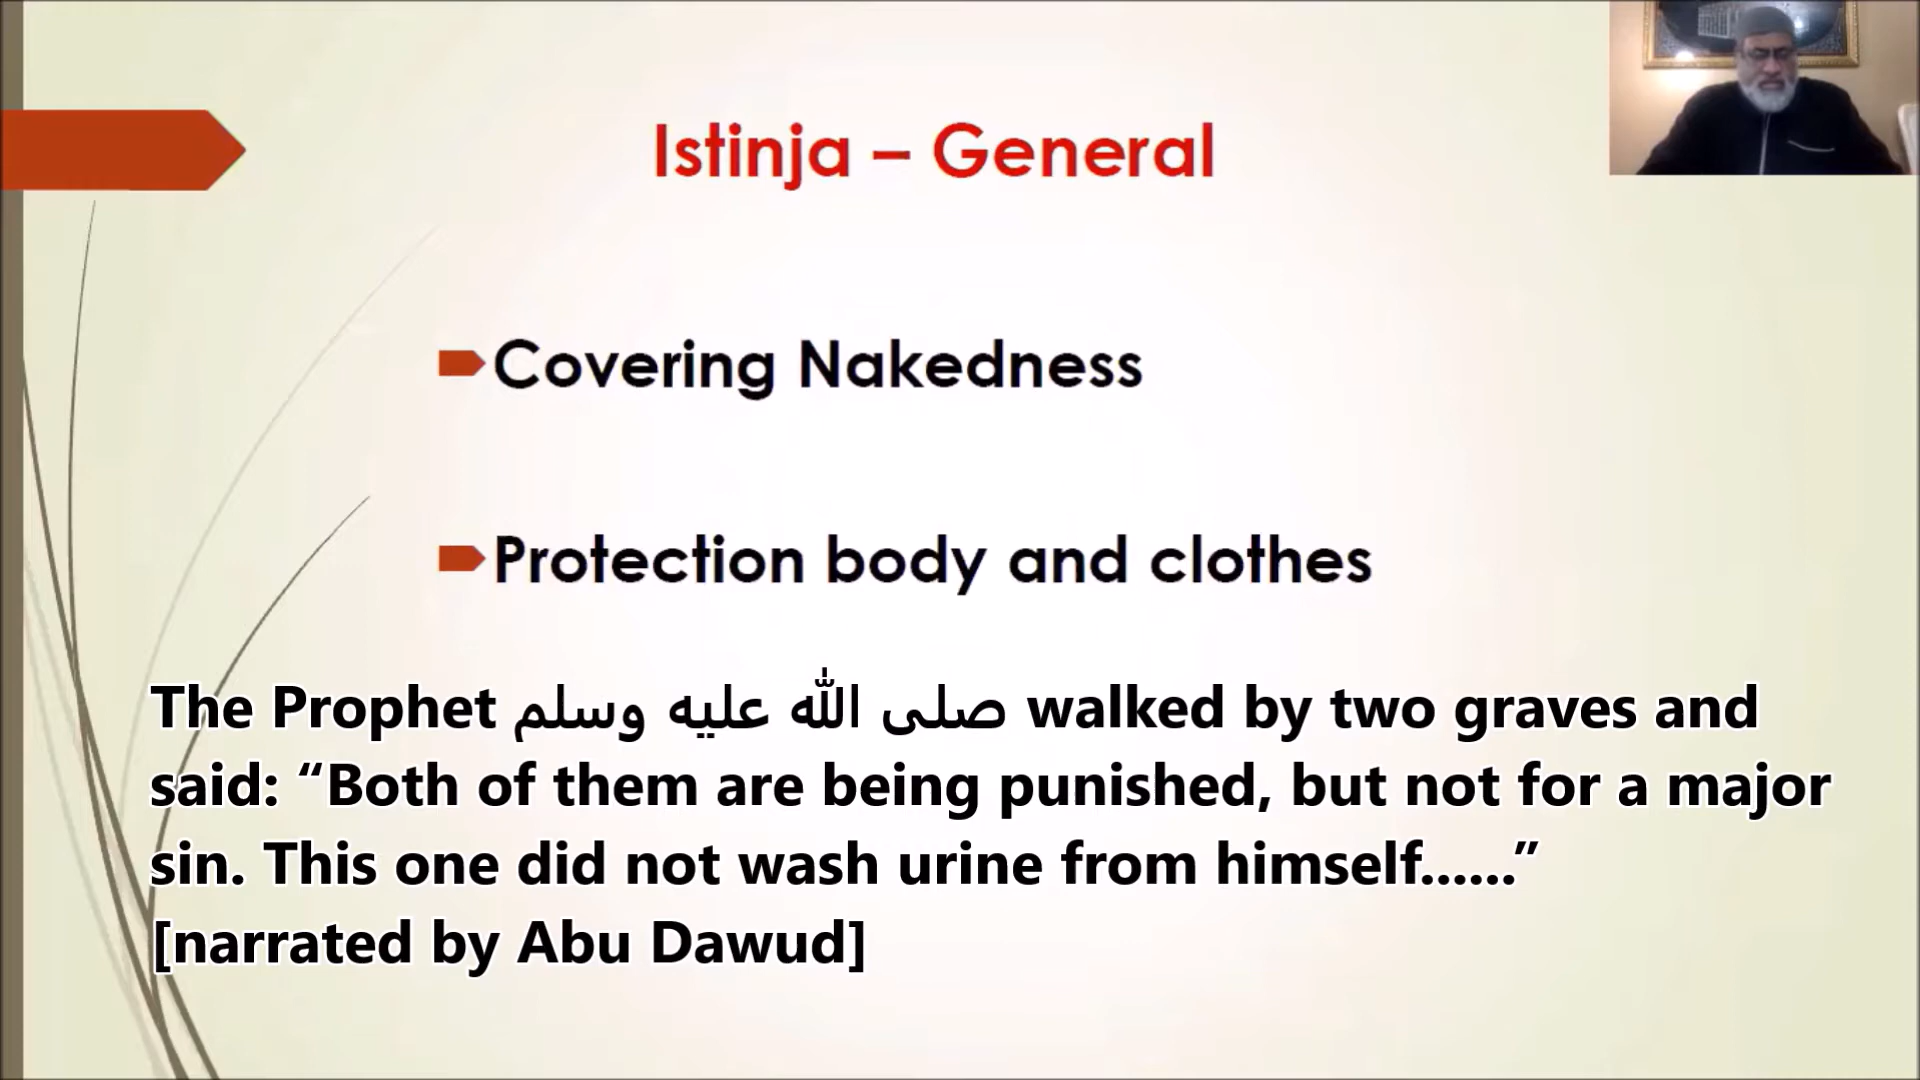 Istinja – General
Covering Nakedness
Protection body and clothes
The Prophet صلى الله عليه وسلم walked by two graves and
said: “Both of them are being punished, but not for a major
sin. This one did not wash urine from himself......”
[narrated by Abu Dawud]